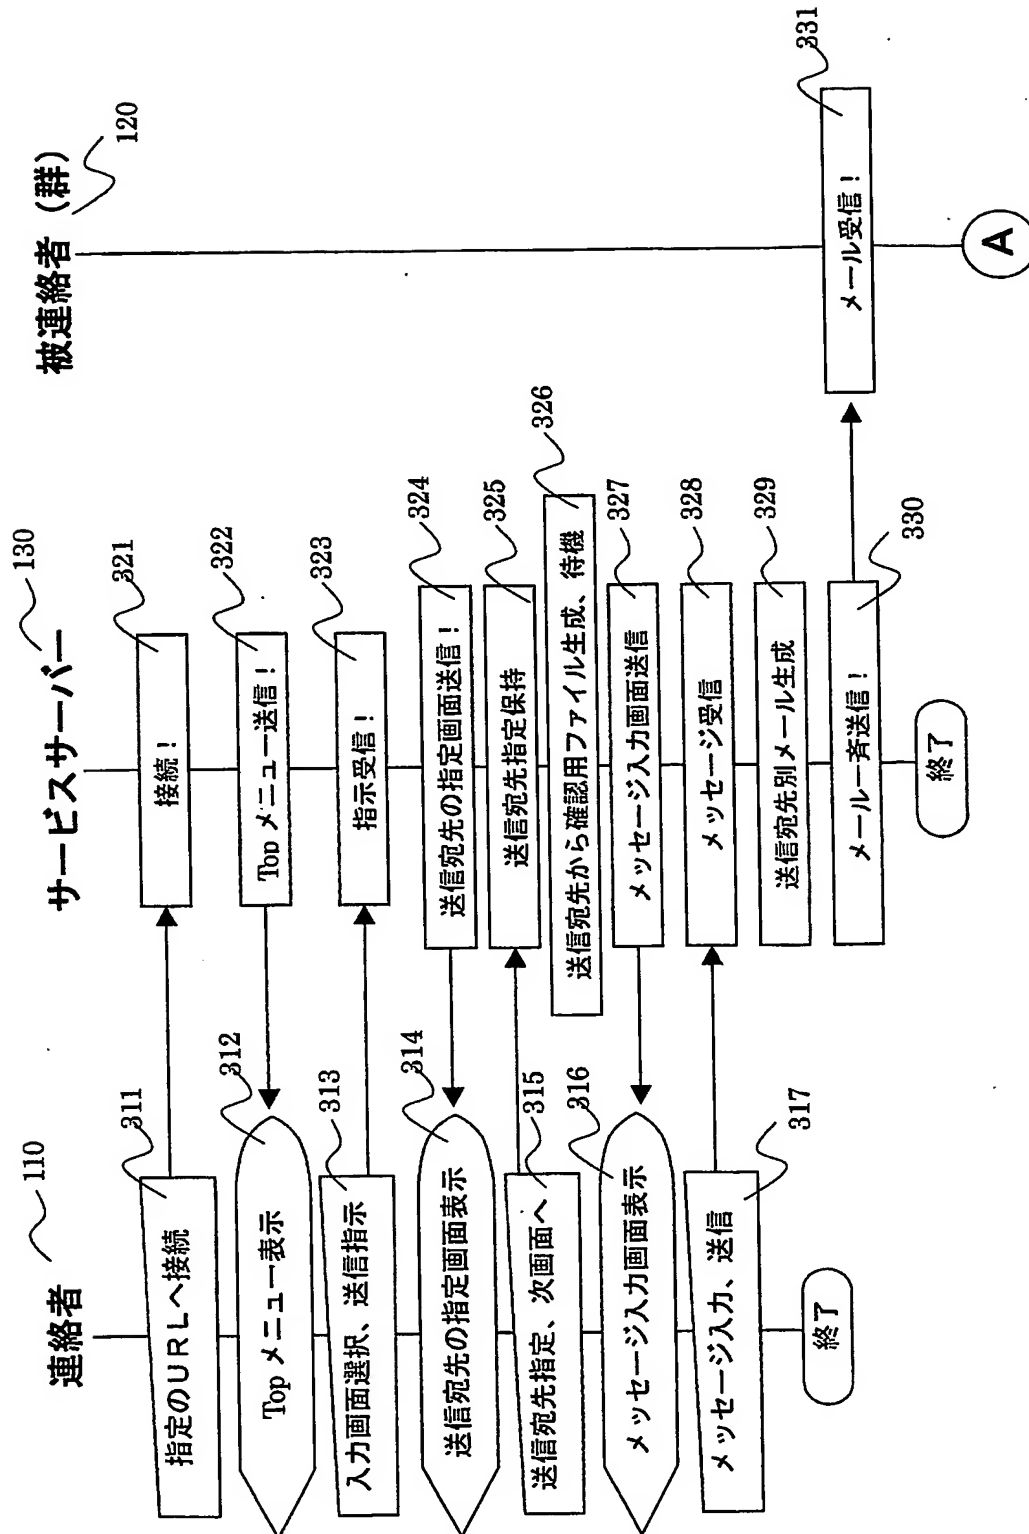 連絡者
110
指定のURLへ接続
311
Top メニュー表示
312
入力画面選択、送信指示
313
送信宛先の指定画面表示
314
送信宛先指定、次画面へ
315
メッセージ入力画面表示
316
メッセージ入力、送信
317
終了
サービスサーバー
130
接続！
321
Top メニュー送信！
322
指示受信！
323
送信宛先の指定画面送信！
324
送信宛先指定保持
325
送信宛先から確認用ファイル生成、待機
326
メッセージ入力画面送信
327
メッセージ受信
328
送信宛先別メール生成
329
メール一斉送信！
330
終了
被連絡者（群）
120
メール受信！
331
A